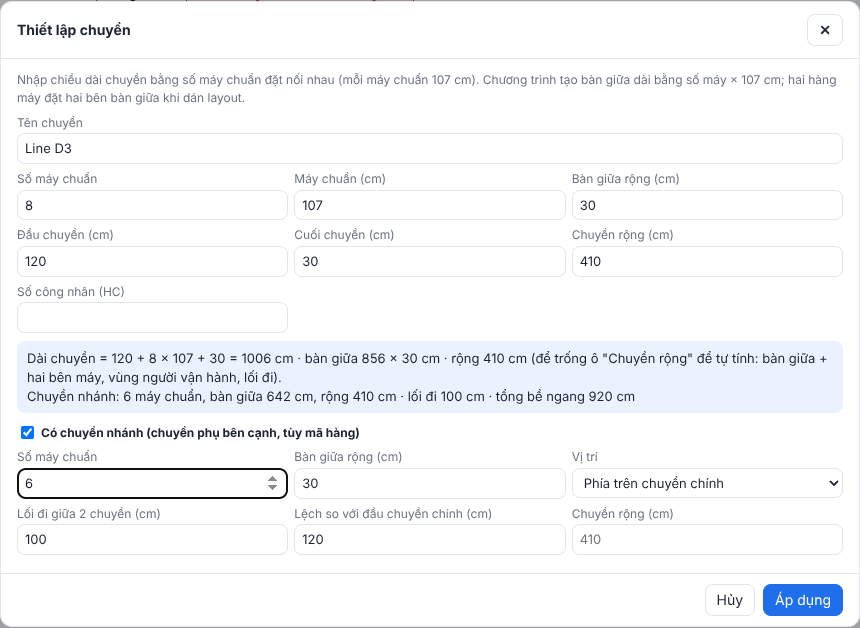 Thiết lập chuyền
×
Nhập chiều dài chuyền bằng số máy chuẩn đặt nối nhau (mỗi máy chuẩn 107 cm). Chương trình tạo bàn giữa dài bằng số máy × 107 cm; hai hàng
máy đặt hai bên bàn giữa khi dán layout.
Tên chuyền
Line D3
Số máy chuẩn Máy chuẩn (cm) Bàn giữa rộng (cm)
8 107 30
Đầu chuyền (cm) Cuối chuyền (cm) Chuyền rộng (cm)
120 30 410
Số công nhân (HC)
Dài chuyền = 120 + 8 × 107 + 30 = 1006 cm · bàn giữa 856 × 30 cm · rộng 410 cm (để trống ô "Chuyền rộng" để tự tính: bàn giữa +
hai bên máy, vùng người vận hành, lối đi).
Chuyền nhánh: 6 máy chuẩn, bàn giữa 642 cm, rộng 410 cm · lối đi 100 cm · tổng bề ngang 920 cm
Có chuyền nhánh (chuyền phụ bên cạnh, tùy mã hàng)
Số máy chuẩn Bàn giữa rộng (cm) Vị trí
6 30 Phía trên chuyền chính
Lối đi giữa 2 chuyền (cm) Lệch so với đầu chuyền chính (cm) Chuyền rộng (cm)
100 120 410
Hủy Áp dụng